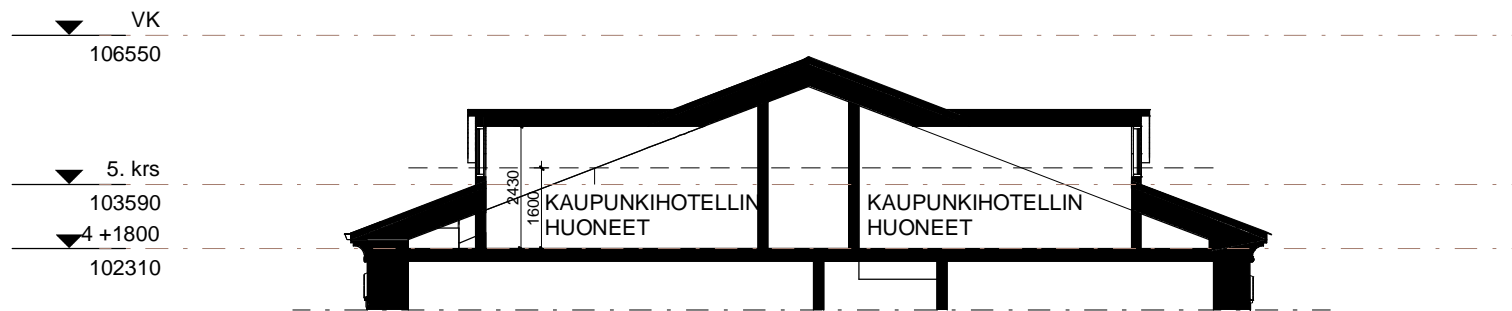 VK
106550
5. krs
103590
4 +1800
102310
2430
1600
KAUPUNKIHOTELLIN
HUONEET
KAUPUNKIHOTELLIN
HUONEET